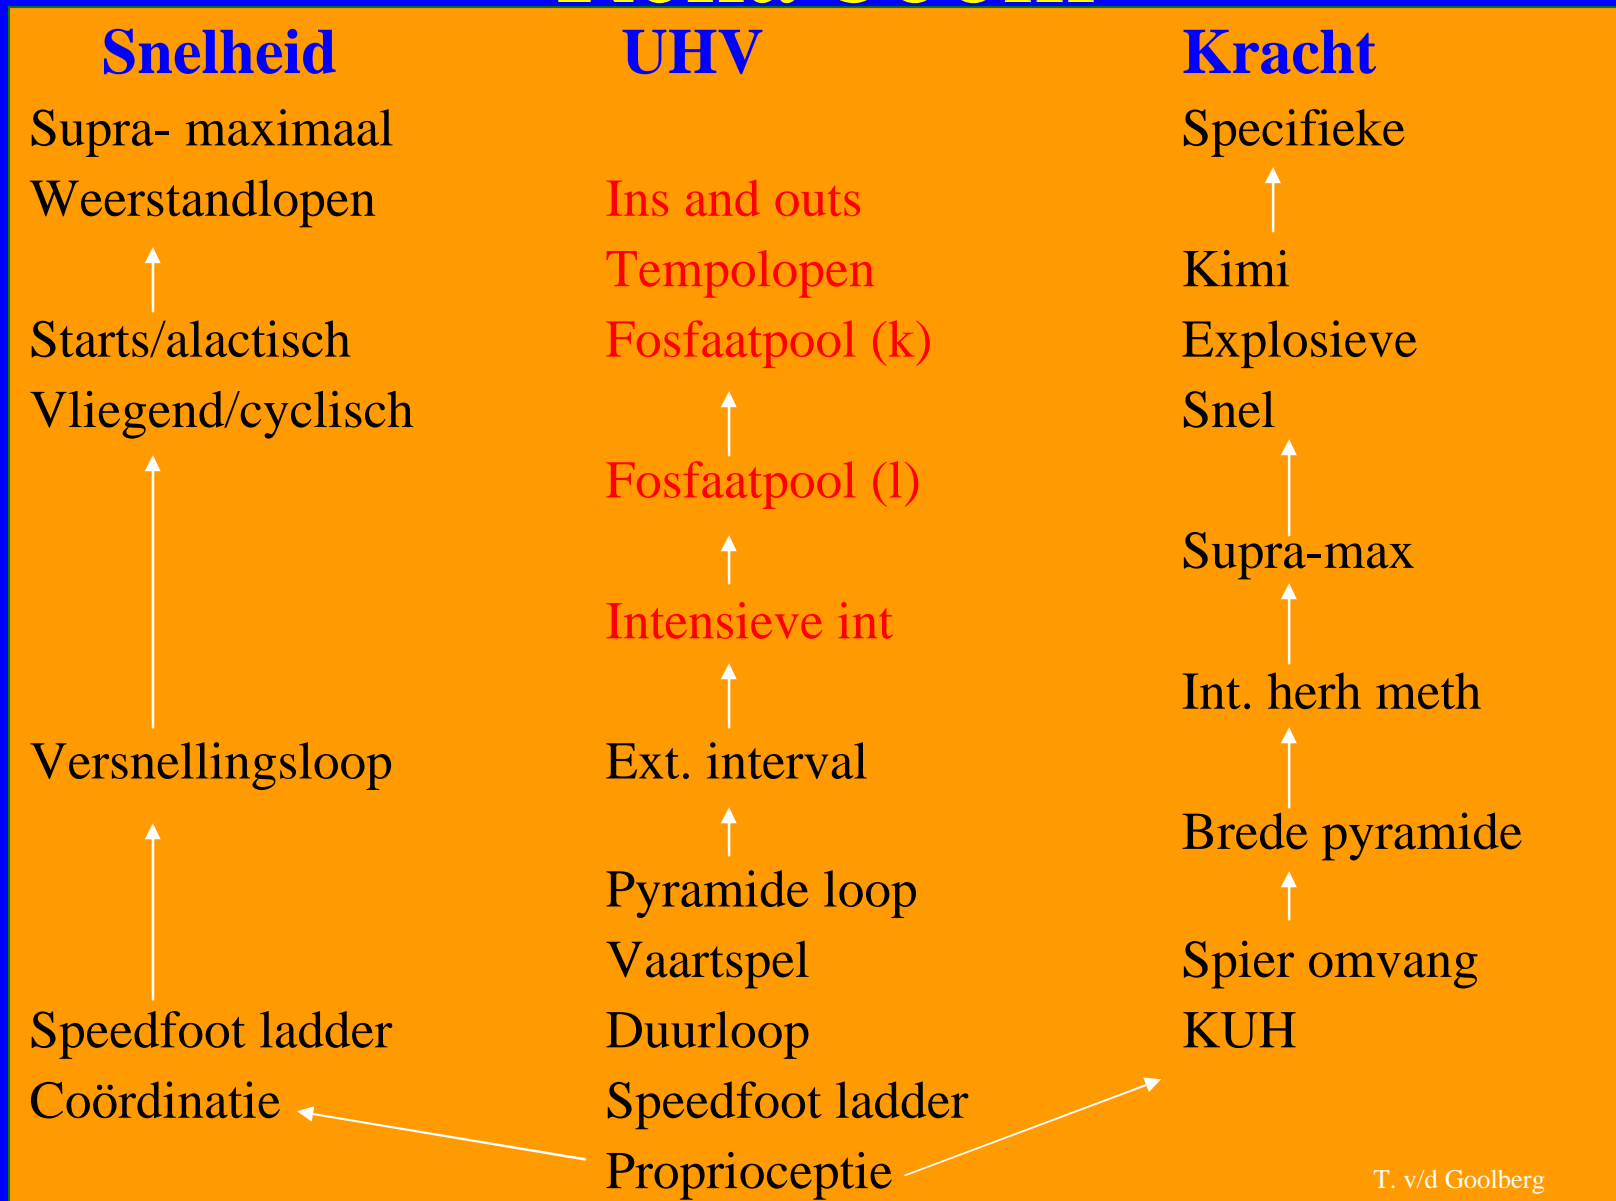 Snelheid
Supra- maximaal
Weerstandlopen
Starts/alactisch
Vliegend/cyclisch
Versnellingsloop
Speedfoot ladder
Coördinatie
UHV
Ins and outs
Tempolopen
Fosfaatpool (k)
Fosfaatpool (l)
Intensieve int
Ext. interval
Pyramide loop
Vaartspel
Duurloop
Speedfoot ladder
Proprioceptie
Kracht
Specifieke
Kimi
Explosieve
Snel
Supra-max
Int. herh meth
Brede pyramide
Spier omvang
KUH
T. v/d Goolberg